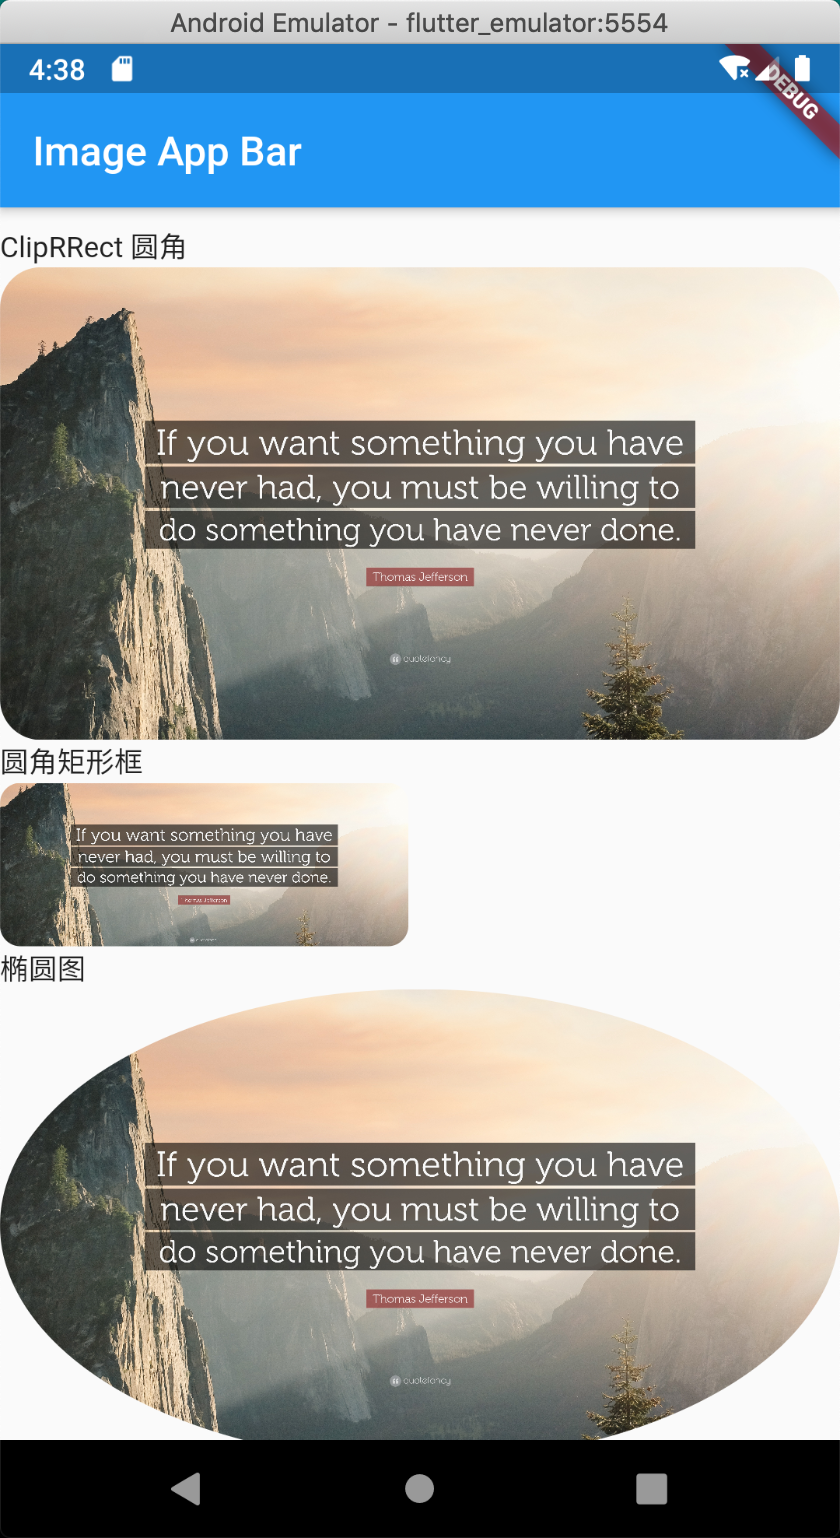 Android Emulator - flutter_emulator:5554
4:38
DEBUG
Image App Bar
ClipRRect 圆角
If you want something you have
never had, you must be willing to
do something you have never done.
Thomas Jefferson
quotefancy
圆角矩形框
If you want something you have
never had, you must be willing to
do something you have never done.
Thomas Jefferson
椭圆图
If you want something you have
never had, you must be willing to
do something you have never done.
Thomas Jefferson
quotefancy